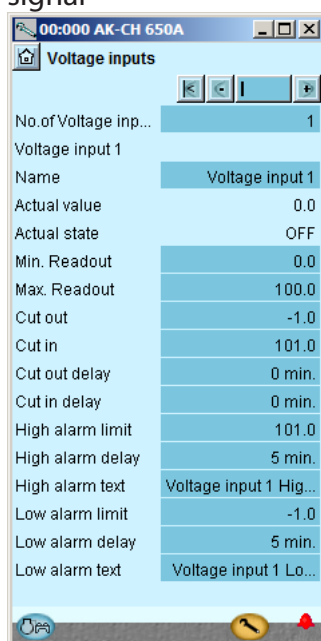 signal
00:000 AK-CH 650A
Voltage inputs
No.of Voltage inp... 1
Voltage input 1
Name Voltage input 1
Actual value 0.0
Actual state OFF
Min. Readout 0.0
Max. Readout 100.0
Cut out -1.0
Cut in 101.0
Cut out delay 0 min.
Cut in delay 0 min.
High alarm limit 101.0
High alarm delay 5 min.
High alarm text Voltage input 1 Hig...
Low alarm limit -1.0
Low alarm delay 5 min.
Low alarm text Voltage input 1 Lo...